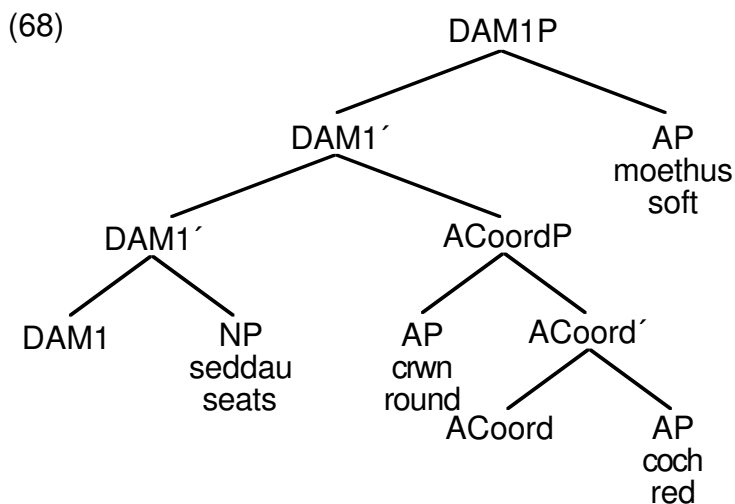 (68)
DAM1P
DAM1´ AP
moethus
soft
DAM1´ ACoordP
DAM1 NP AP ACoord´
seddau crwn
seats round
ACoord AP
coch
red